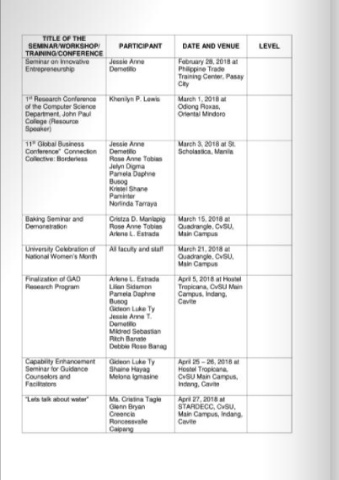 TITLE OF THE
SEMINAR/WORKSHOP/
TRAINING/CONFERENCE
PARTICIPANT
DATE AND VENUE
LEVEL
Seminar on Innovative
Entrepreneurship
Jessie Anne
Demetillo
February 28, 2018 at
Philippine Trade
Training Center, Pasay
City
1st Research Conference
of the Computer Science
Department, John Paul
College (Resource
Speaker)
Khenilyn P. Lewis
March 1, 2018 at
Odiong Roxas,
Oriental Mindoro
11th Global Business
Conference" Connection
Collective: Borderless
Jessie Anne
Demetillo
Rose Anne Tobias
Jelyn Digma
Pamela Daphne
Busog
Kristel Shane
Paminter
Norlinda Tarraya
March 3, 2018 at St.
Scholastica, Manila
Baking Seminar and
Demonstration
Cristza D. Manlapig
Rose Anne Tobias
Arlene L. Estrada
March 15, 2018 at
Quadrangle, CvSU,
Main Campus
University Celebration of
National Women's Month
All faculty and staff
March 21, 2018 at
Quadrangle, CvSU,
Main Campus
Finalization of GAD
Research Program
Arlene L. Estrada
Lilian Sidamon
Pamela Daphne
Busog
Gideon Luke Ty
Jessie Anne T.
Demetillo
Mildred Sebastian
Ritch Banate
Debbie Rose Banag
April 5, 2018 at Hostel
Tropicana, CvSU Main
Campus, Indang,
Cavite
Capability Enhancement
Seminar for Guidance
Counselors and
Facilitators
Gideon Luke Ty
Shaine Hayag
Melona Igmasine
April 25 – 26, 2018 at
Hostel Tropicana,
CvSU Main Campus,
Indang, Cavite
"Lets talk about water"
Ma. Cristina Tagle
Glenn Bryan
Creencia
Roncesvalle
Caipang
April 27, 2018 at
STARDECC, CvSU,
Main Campus, Indang,
Cavite